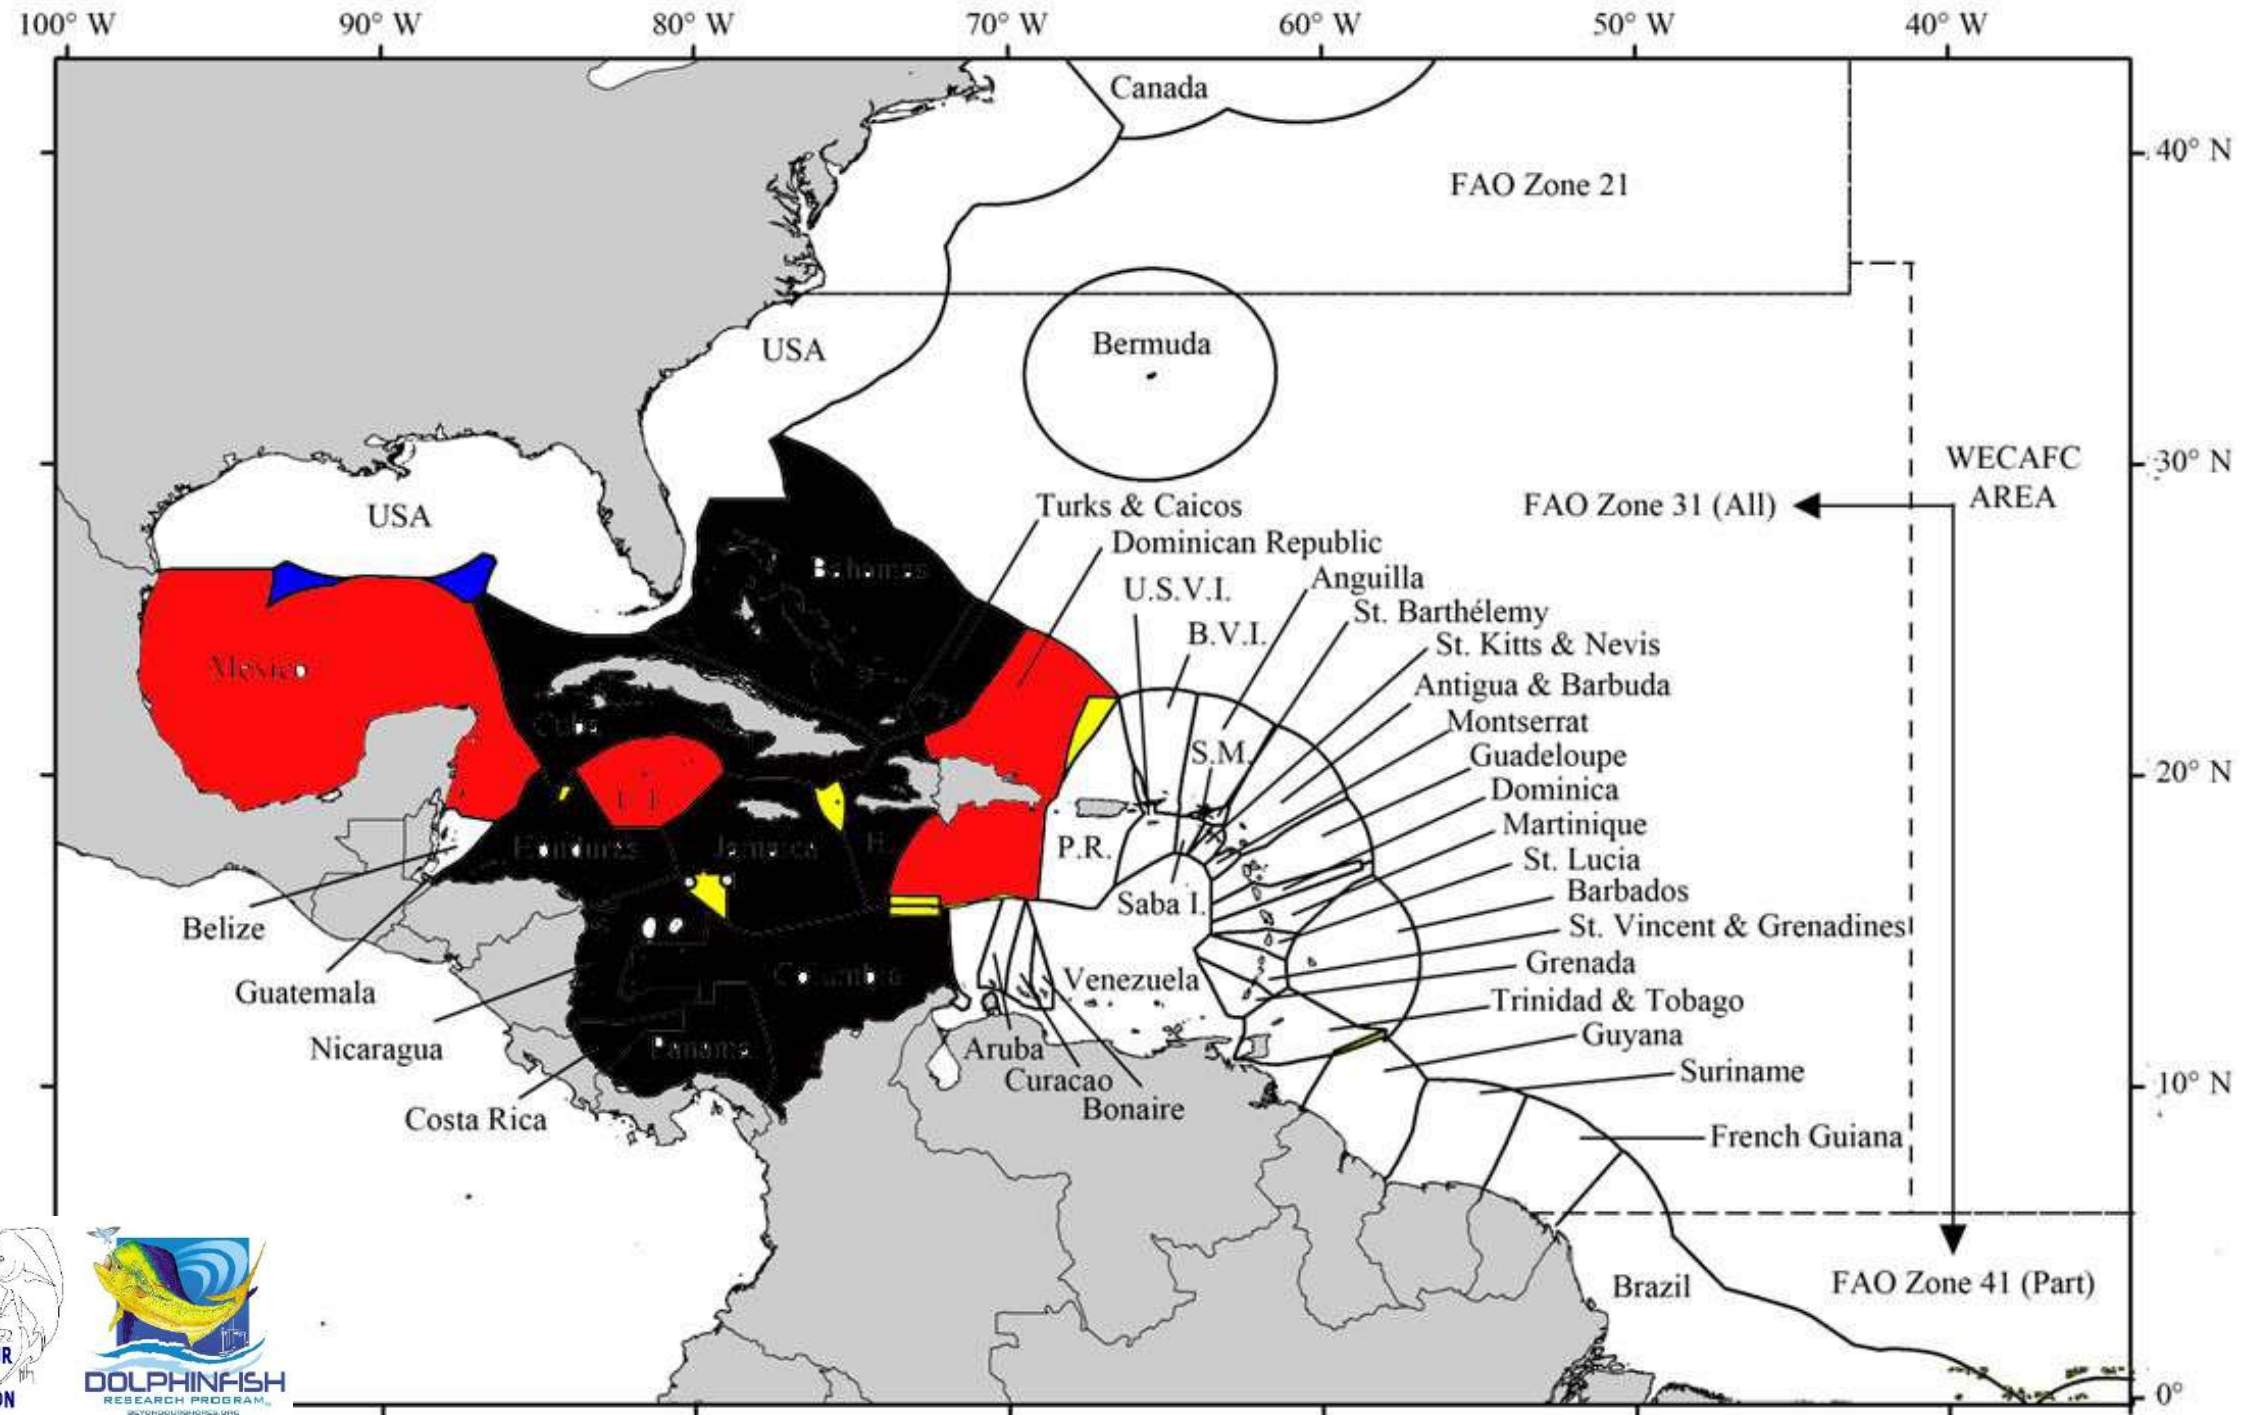 100° W
90° W
80° W
70° W
60° W
50° W
40° W
Canada
40° N
FAO Zone 21
USA
Bermuda
30° N
WECAFC
AREA
USA
Turks & Caicos
FAO Zone 31 (All)
Dominican Republic
Bahamas
Anguilla
U.S.V.I.
St. Barthélemy
B.V.I.
St. Kitts & Nevis
Mexico
Antigua & Barbuda
Montserrat
Cuba
S.M.
Guadeloupe
20° N
Dominica
Martinique
Honduras
Jamaica
H.
P.R.
St. Lucia
Barbados
Saba I.
Belize
St. Vincent & Grenadines
Grenada
Colombia
Venezuela
Guatemala
Trinidad & Tobago
Guyana
Nicaragua
Panama
Aruba
Suriname
Curacao
10° N
Costa Rica
Bonaire
French Guiana
Brazil
FAO Zone 41 (Part)
0°
DOLPHINFISH
RESEARCH PROGRAM
BEYONDOURSHORES.ORG